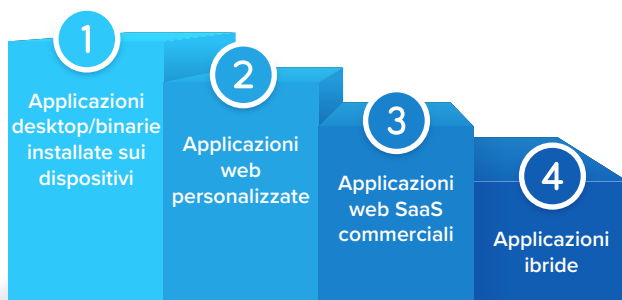 1
Applicazioni
desktop/binarie
installate sui
dispositivi
2
Applicazioni
web
personalizzate
3
Applicazioni
web SaaS
commerciali
4
Applicazioni
ibride